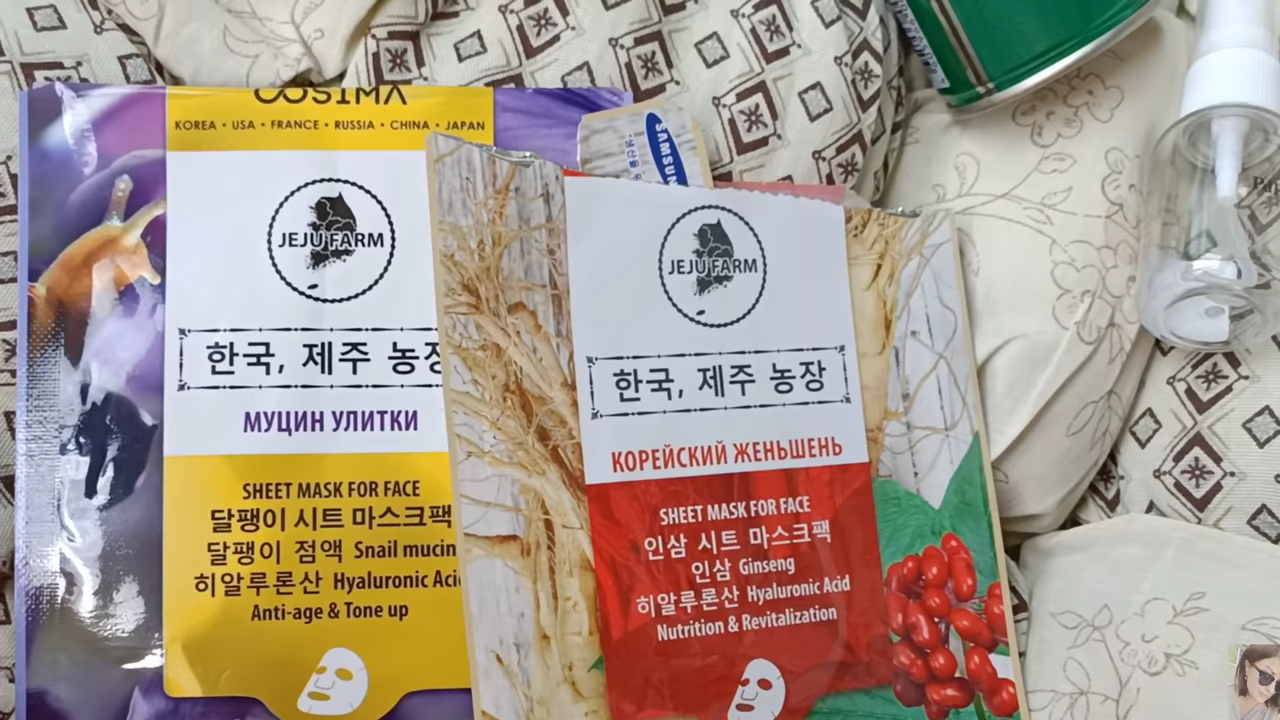 COSIMA
KOREA • USA • FRANCE • RUSSIA • CHINA • JAPAN
JEJU FARM
한국, 제주 농장
МУЦИН УЛИТКИ
SHEET MASK FOR FACE
달팽이 시트 마스크팩
달팽이 점액 Snail mucin
히알루론산 Hyaluronic Acid
Anti-age & Tone up
SAMSUN
JEJU FARM
한국, 제주 농장
КОРЕЙСКИЙ ЖЕНЬШЕНЬ
SHEET MASK FOR FACE
인삼 시트 마스크팩
인삼 Ginseng
히알루론산 Hyaluronic Acid
Nutrition & Revitalization